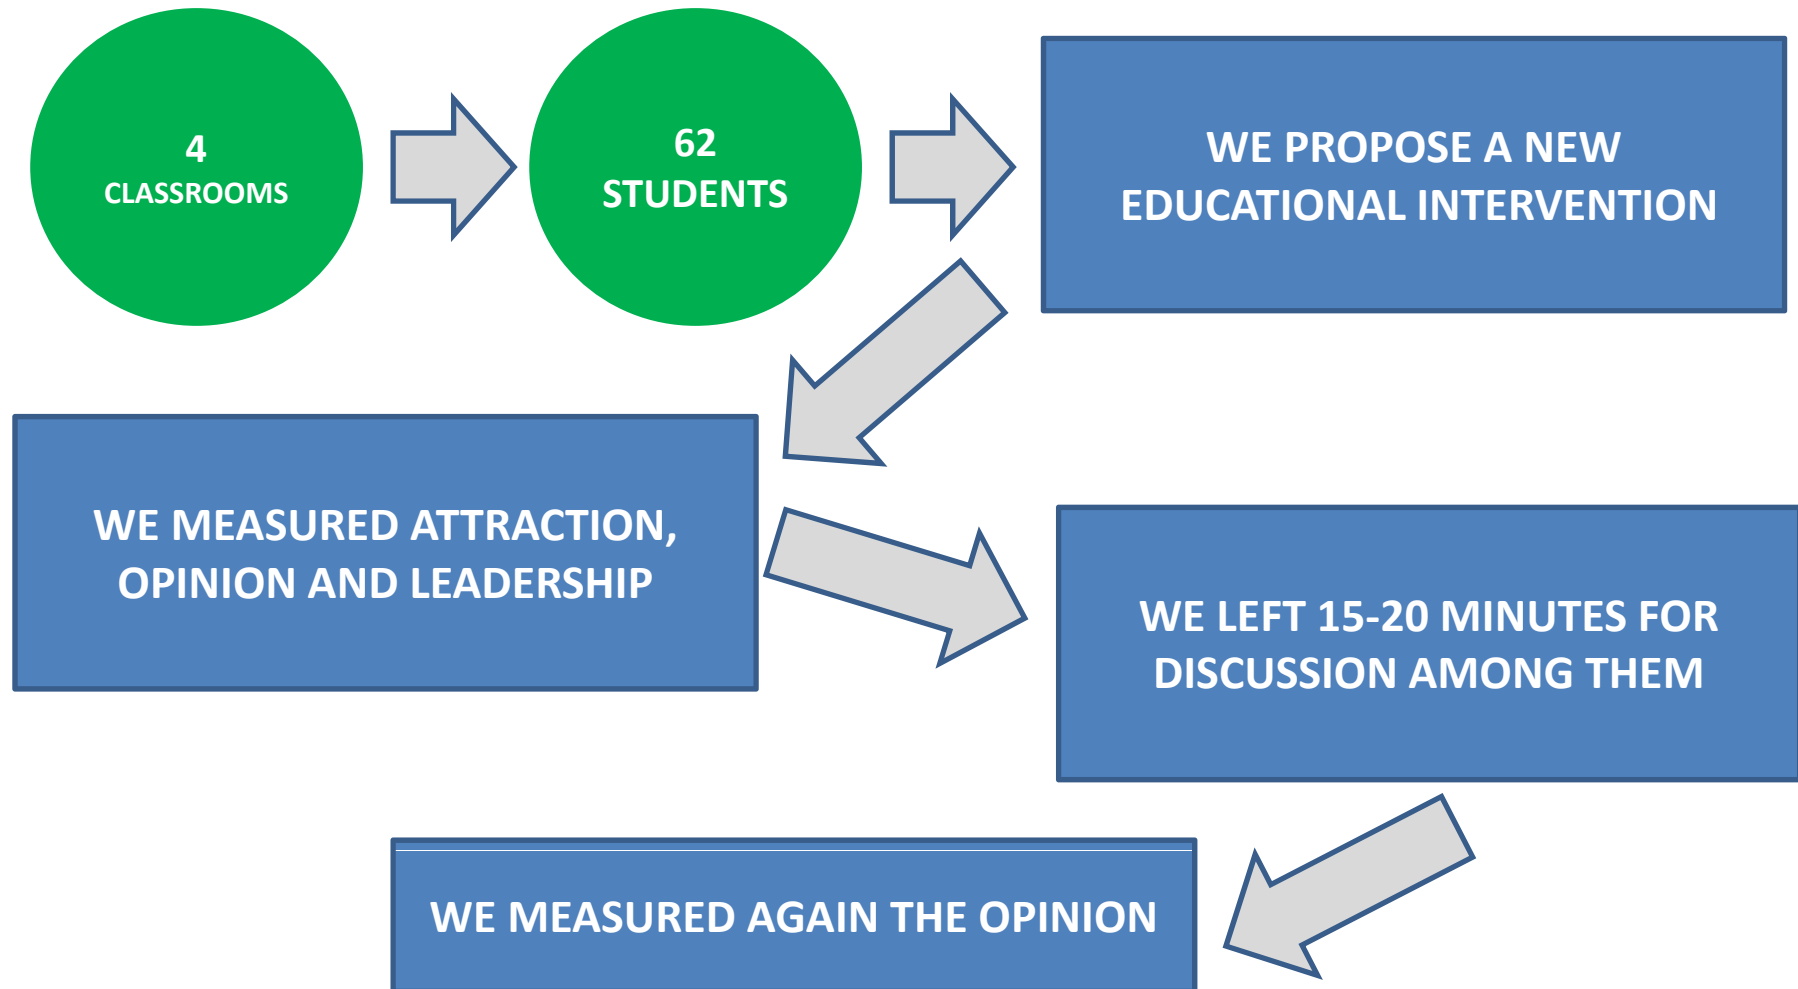 4
CLASSROOMS
62
STUDENTS
WE PROPOSE A NEW
EDUCATIONAL INTERVENTION
WE MEASURED ATTRACTION,
OPINION AND LEADERSHIP
WE LEFT 15-20 MINUTES FOR
DISCUSSION AMONG THEM
WE MEASURED AGAIN THE OPINION